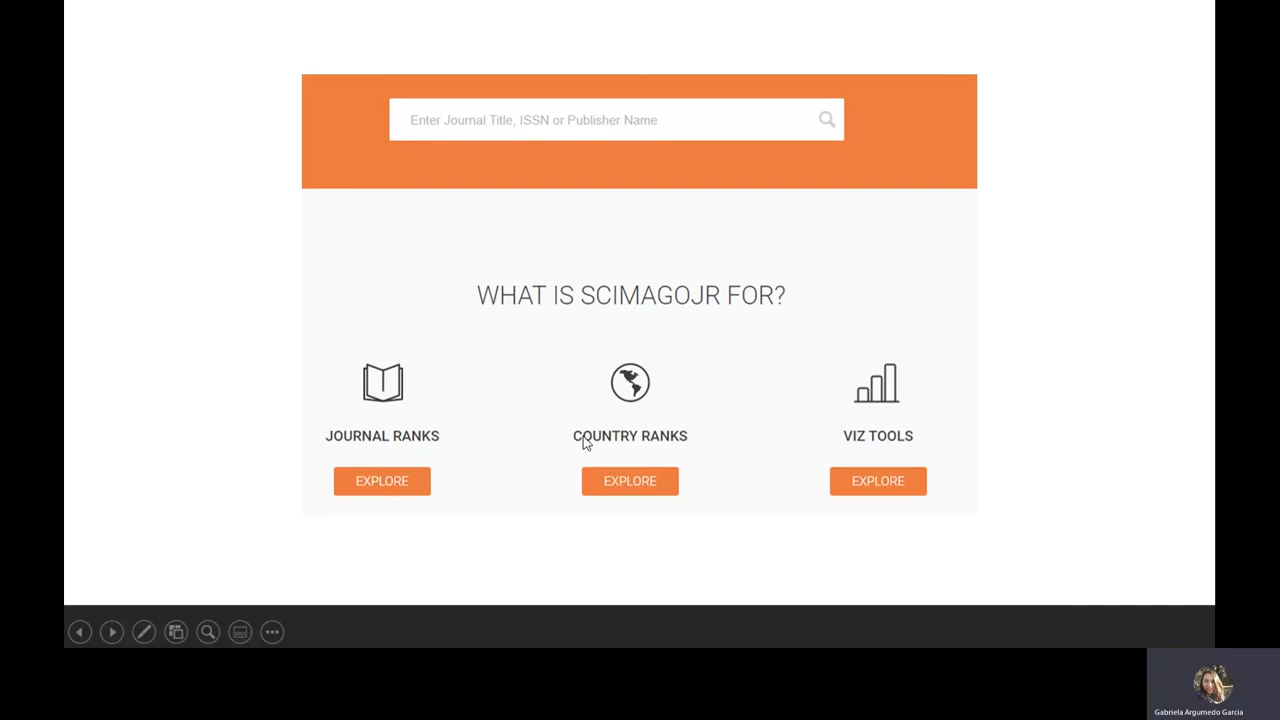 Enter Journal Title, ISSN or Publisher Name
WHAT IS SCIMAGOJR FOR?
JOURNAL RANKS
COUNTRY RANKS
VIZ TOOLS
EXPLORE
EXPLORE
EXPLORE
Gabriela Argumedo Garcia